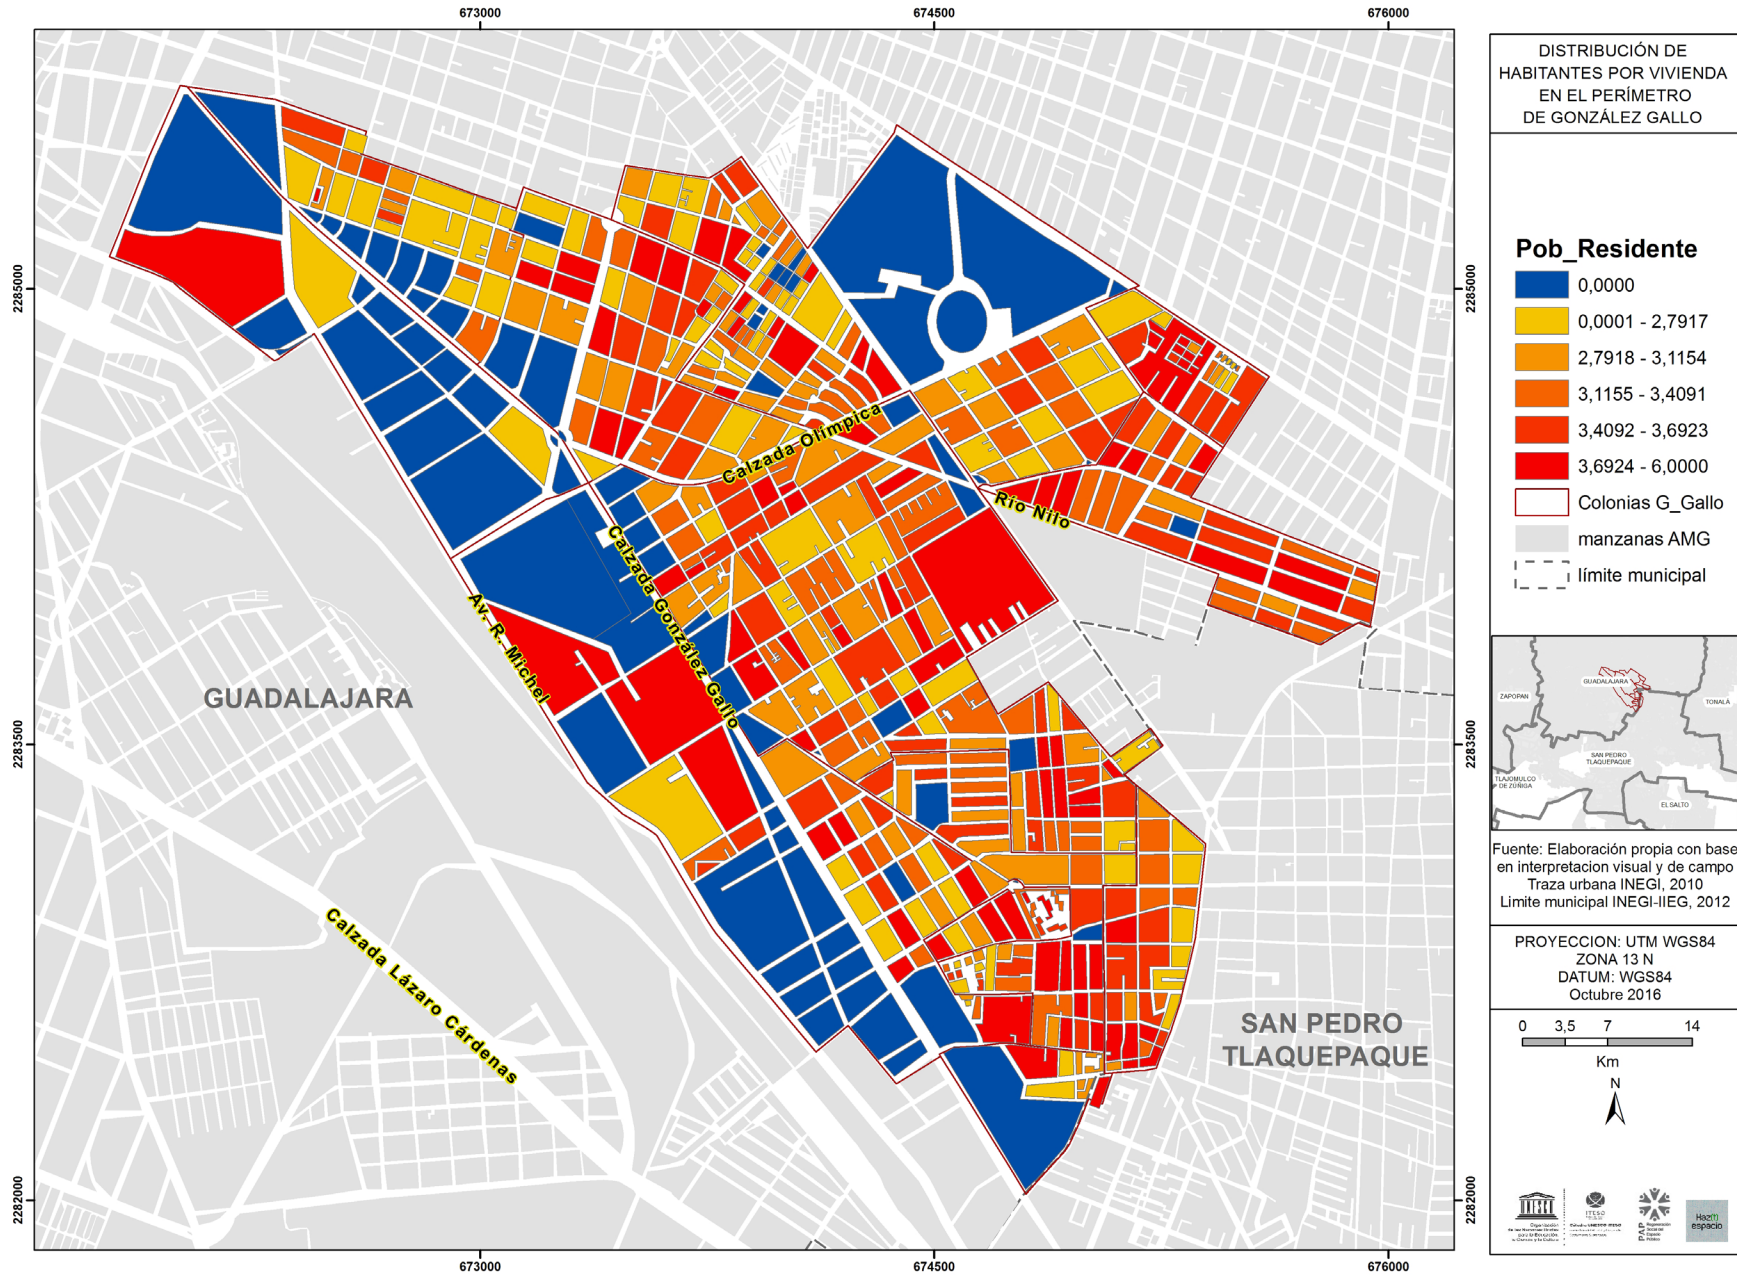 673000
674500
676000
2285000
2283500
2282000
2285000
2283500
2282000
673000
674500
676000
Calzada Olímpica
Río Nilo
Calzada González Gallo
Av. R. Michel
GUADALAJARA
Calzada Lázaro Cárdenas
SAN PEDRO
TLAQUEPAQUE
DISTRIBUCIÓN DE
HABITANTES POR VIVIENDA
EN EL PERÍMETRO
DE GONZÁLEZ GALLO
Pob_Residente
0,0000
0,0001 - 2,7917
2,7918 - 3,1154
3,1155 - 3,4091
3,4092 - 3,6923
3,6924 - 6,0000
Colonias G_Gallo
manzanas AMG
límite municipal
GUADALAJARA
ZAPOPAN
TONALÁ
SAN PEDRO
TLAQUEPAQUE
TLAJOMULCO
DE ZÚÑIGA
EL SALTO
Fuente: Elaboración propia con base
en interpretacion visual y de campo
Traza urbana INEGI, 2010
Limite municipal INEGI-IIEG, 2012
PROYECCION: UTM WGS84
ZONA 13 N
DATUM: WGS84
Octubre 2016
0 3,5 7 14
Km
N
UNESCO
ITESO
PAP
Haz(t)
espacio